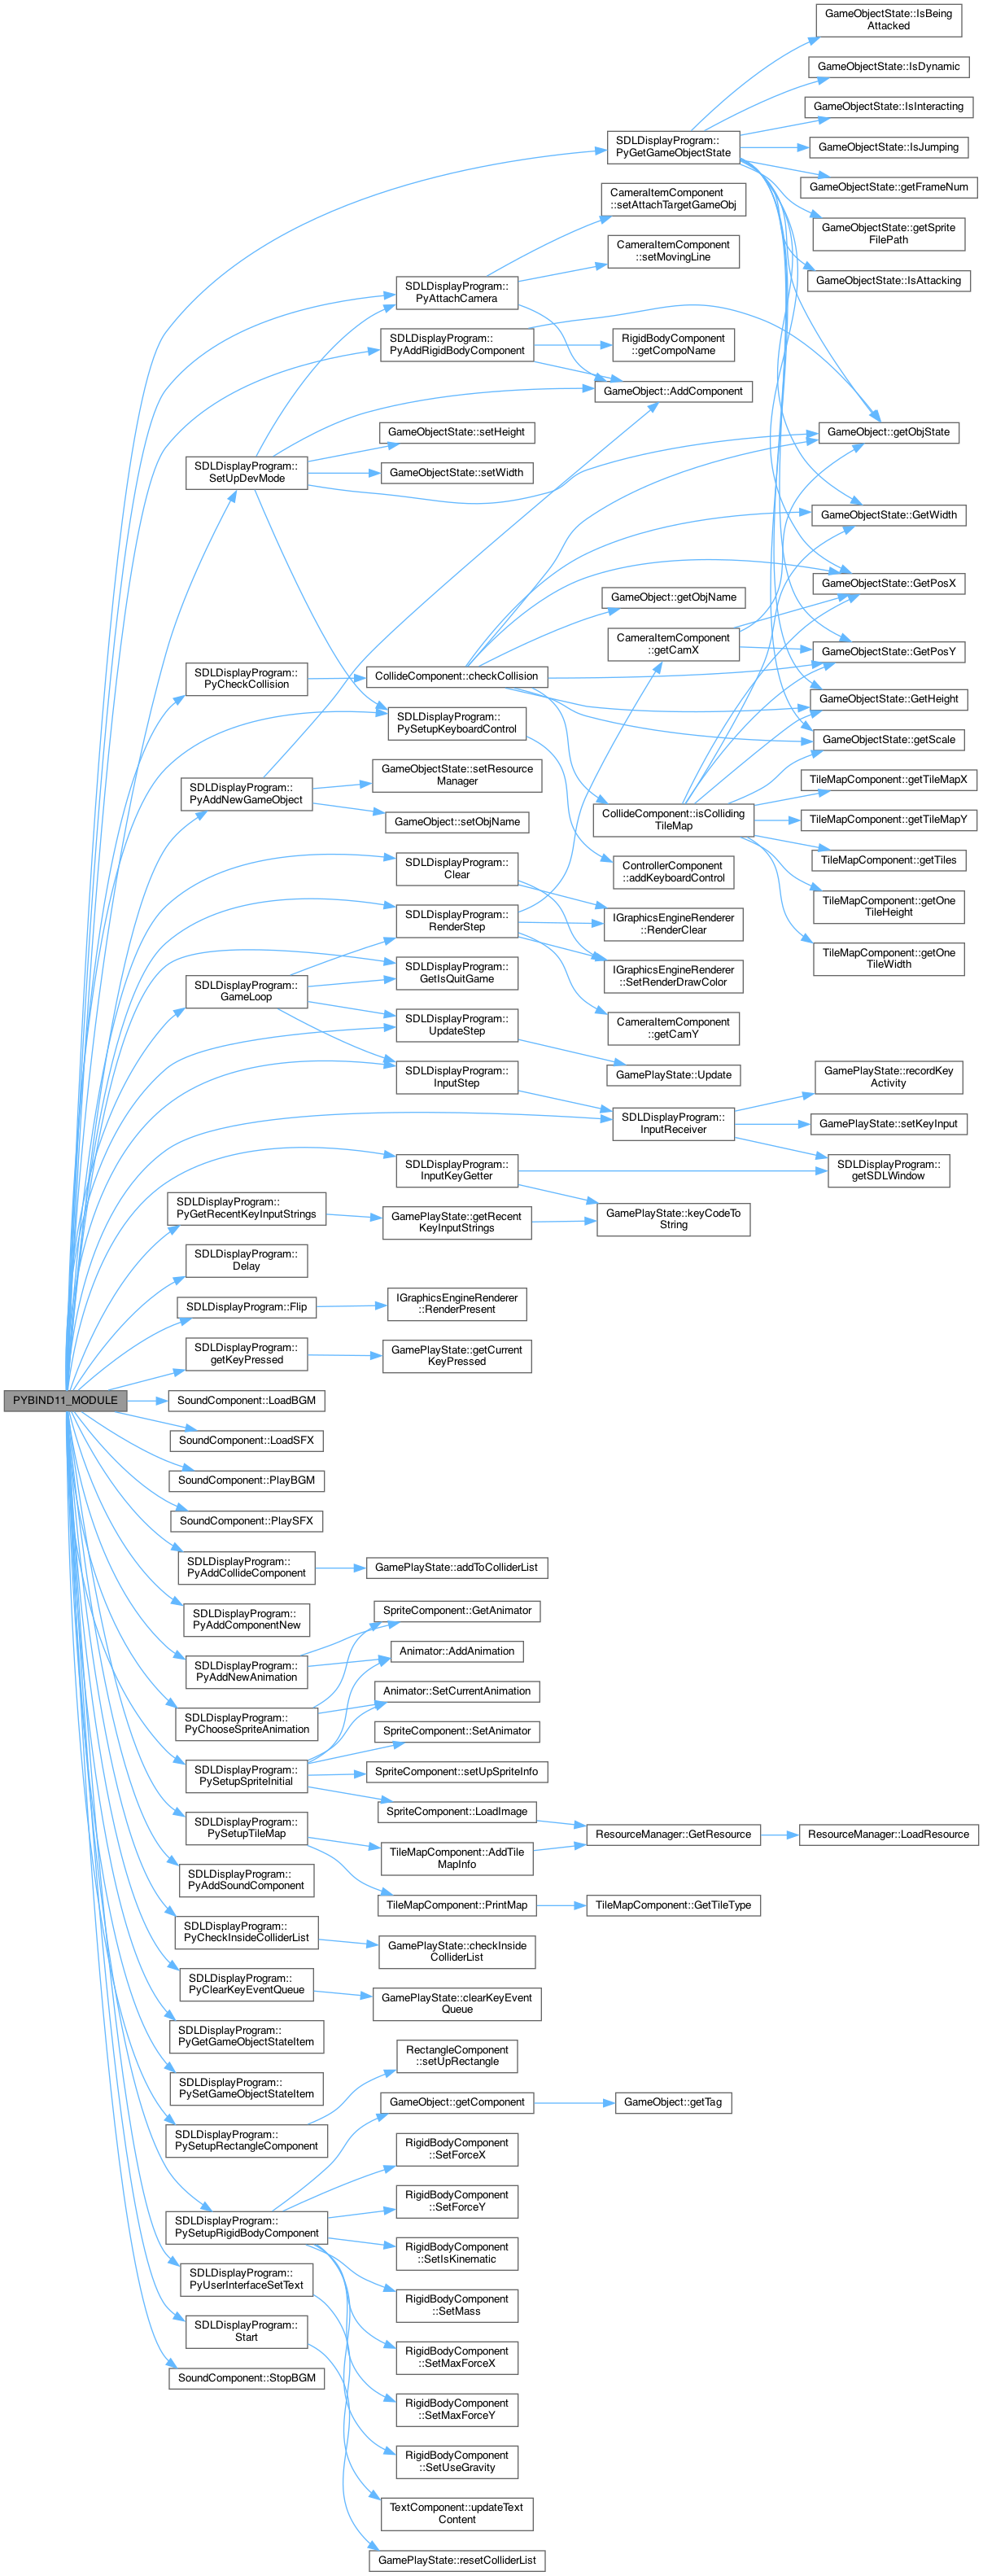 GameObjectState::IsBeing
Attacked
GameObjectState::IsDynamic
GameObjectState::IsInteracting
SDLDisplayProgram::
PyGetGameObjectState
GameObjectState::IsJumping
GameObjectState::getFrameNum
CameraItemComponent
::setAttachTargetGameObj
GameObjectState::getSprite
FilePath
CameraItemComponent
::setMovingLine
GameObjectState::IsAttacking
SDLDisplayProgram::
PyAttachCamera
SDLDisplayProgram::
PyAddRigidBodyComponent
RigidBodyComponent
::getCompoName
GameObject::AddComponent
GameObjectState::setHeight
GameObject::getObjState
SDLDisplayProgram::
SetUpDevMode
GameObjectState::setWidth
GameObjectState::GetWidth
GameObjectState::GetPosX
GameObject::getObjName
CameraItemComponent
::getCamX
GameObjectState::GetPosY
SDLDisplayProgram::
PyCheckCollision
CollideComponent::checkCollision
GameObjectState::GetHeight
SDLDisplayProgram::
PySetupKeyboardControl
GameObjectState::getScale
GameObjectState::setResource
Manager
TileMapComponent::getTileMapX
SDLDisplayProgram::
PyAddNewGameObject
GameObject::setObjName
CollideComponent::isColliding
TileMap
TileMapComponent::getTileMapY
TileMapComponent::getTiles
SDLDisplayProgram::
Clear
ControllerComponent
::addKeyboardControl
TileMapComponent::getOne
TileHeight
SDLDisplayProgram::
RenderStep
IGraphicsEngineRenderer
::RenderClear
TileMapComponent::getOne
TileWidth
SDLDisplayProgram::
GetIsQuitGame
IGraphicsEngineRenderer
::SetRenderDrawColor
SDLDisplayProgram::
GameLoop
SDLDisplayProgram::
UpdateStep
CameraItemComponent
::getCamY
SDLDisplayProgram::
InputStep
GamePlayState::Update
GamePlayState::recordKey
Activity
SDLDisplayProgram::
InputReceiver
GamePlayState::setKeyInput
SDLDisplayProgram::
InputKeyGetter
SDLDisplayProgram::
getSDLWindow
SDLDisplayProgram::
PyGetRecentKeyInputStrings
GamePlayState::getRecent
KeyInputStrings
GamePlayState::keyCodeTo
String
SDLDisplayProgram::
Delay
SDLDisplayProgram::Flip
IGraphicsEngineRenderer
::RenderPresent
SDLDisplayProgram::
getKeyPressed
GamePlayState::getCurrent
KeyPressed
PYBIND11_MODULE
SoundComponent::LoadBGM
SoundComponent::LoadSFX
SoundComponent::PlayBGM
SoundComponent::PlaySFX
SDLDisplayProgram::
PyAddCollideComponent
GamePlayState::addToColliderList
SDLDisplayProgram::
PyAddComponentNew
SpriteComponent::GetAnimator
SDLDisplayProgram::
PyAddNewAnimation
Animator::AddAnimation
SDLDisplayProgram::
PyChooseSpriteAnimation
Animator::SetCurrentAnimation
SpriteComponent::SetAnimator
SDLDisplayProgram::
PySetupSpriteInitial
SpriteComponent::setUpSpriteInfo
SpriteComponent::LoadImage
SDLDisplayProgram::
PySetupTileMap
ResourceManager::GetResource
ResourceManager::LoadResource
TileMapComponent::AddTile
MapInfo
SDLDisplayProgram::
PyAddSoundComponent
TileMapComponent::PrintMap
TileMapComponent::GetTileType
SDLDisplayProgram::
PyCheckInsideColliderList
GamePlayState::checkInside
ColliderList
SDLDisplayProgram::
PyClearKeyEventQueue
GamePlayState::clearKeyEvent
Queue
SDLDisplayProgram::
PyGetGameObjectStateItem
RectangleComponent
::setUpRectangle
SDLDisplayProgram::
PySetGameObjectStateItem
GameObject::getComponent
GameObject::getTag
SDLDisplayProgram::
PySetupRectangleComponent
RigidBodyComponent
::SetForceX
RigidBodyComponent
::SetForceY
SDLDisplayProgram::
PySetupRigidBodyComponent
RigidBodyComponent
::SetIsKinematic
SDLDisplayProgram::
PyUserInterfaceSetText
RigidBodyComponent
::SetMass
SDLDisplayProgram::
Start
RigidBodyComponent
::SetMaxForceX
SoundComponent::StopBGM
RigidBodyComponent
::SetMaxForceY
RigidBodyComponent
::SetUseGravity
TextComponent::updateText
Content
GamePlayState::resetColliderList